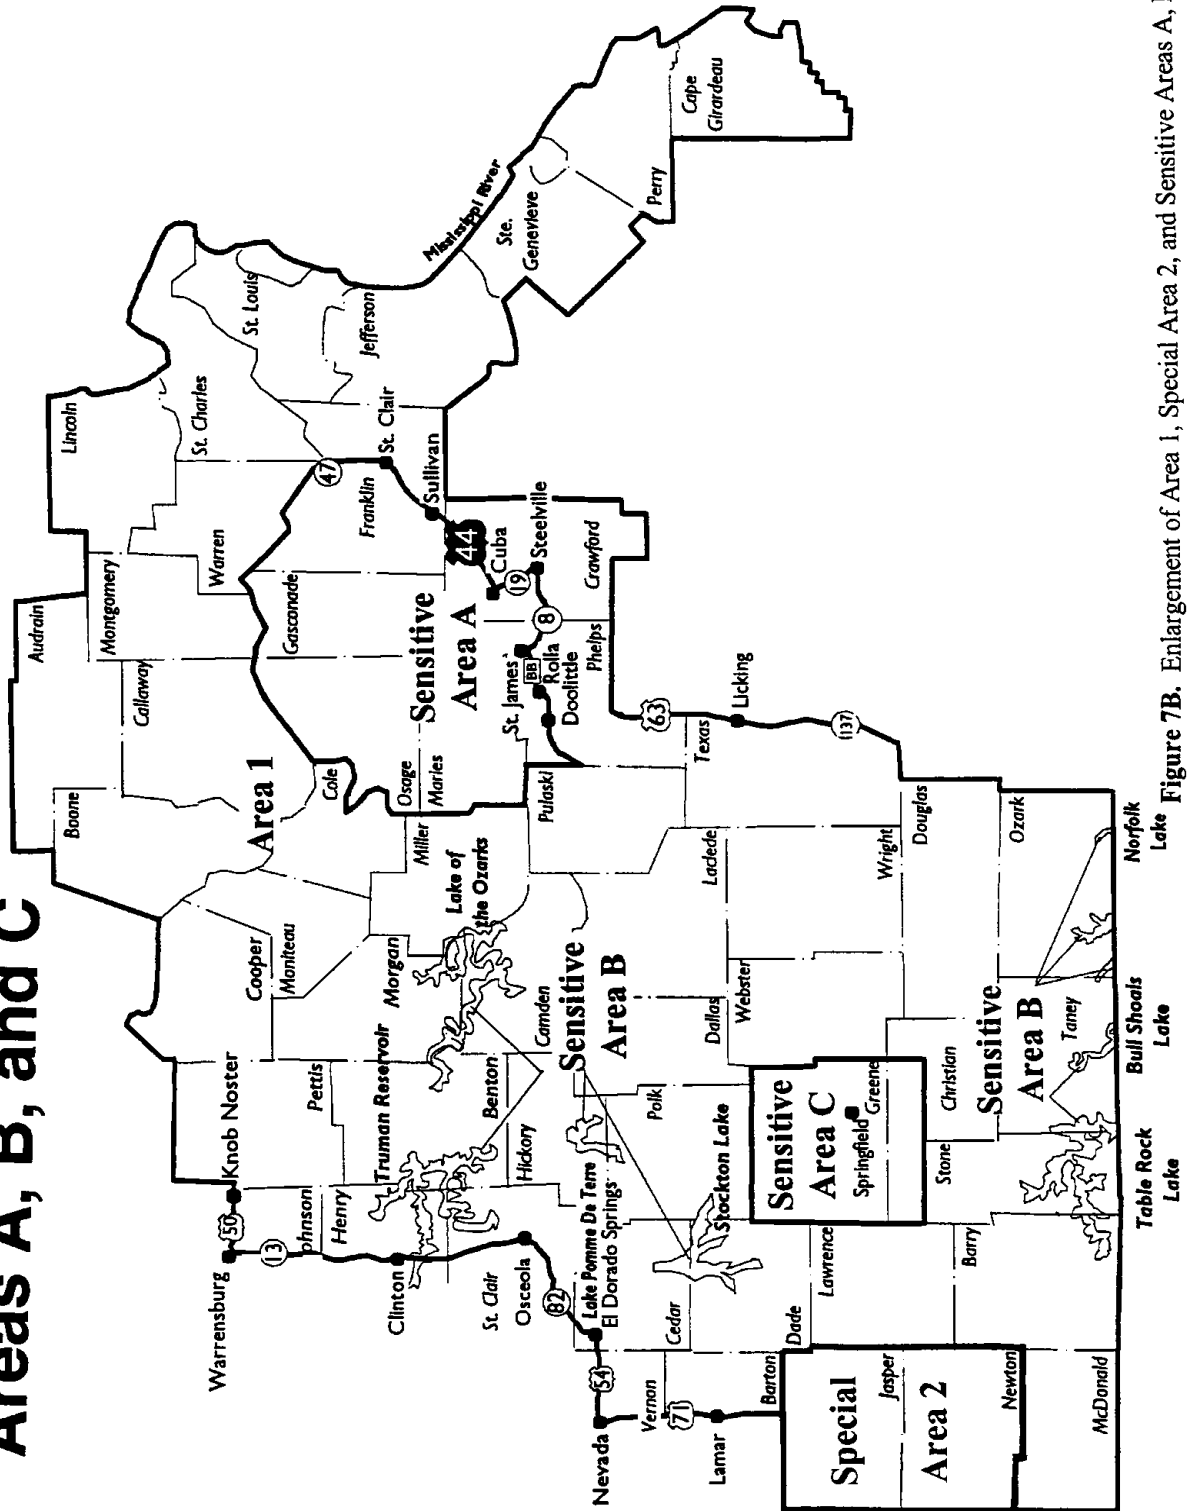 Areas A, B, and C
Audrain
Lincoln
Boone
Callaway
Montgomery
Warren
St. Charles
St. Louis
Area 1
Cole
Gasconade
47
Franklin
St. Clair
Jefferson
Mississippi River
Ste.
Genevieve
Perry
Cape
Girardeau
Osage
Maries
Sensitive
Area A
44
Sullivan
Cuba
19
Steelville
St. James
BB
8
Rolla
Doolittle
Phelps
Crawford
Cooper
Moniteau
Morgan
Miller
Pulaski
Lake of
the Ozarks
Warrensburg
50
Knob Noster
13
ohnson
Henry
Pettis
Clinton
Truman Reservoir
Benton
Camden
St. Clair
Osceola
Hickory
82
Sensitive
Area B
Lake Pomme De Terre
El Dorado Springs
Nevada
54
Vernon
71
Lamar
Cedar
Polk
Dallas
Webster
Laclede
Texas
63
Licking
137
Stockton Lake
Barton
Dade
Sensitive
Area C
Springfield
Greene
Wright
Douglas
Lawrence
Special
Area 2
Jasper
Newton
McDonald
Barry
Stone
Christian
Sensitive
Area B
Taney
Ozark
Table Rock
Lake
Bull Shoals
Lake
Norfolk
Lake
Figure 7B. Enlargement of Area 1, Special Area 2, and Sensitive Areas A,